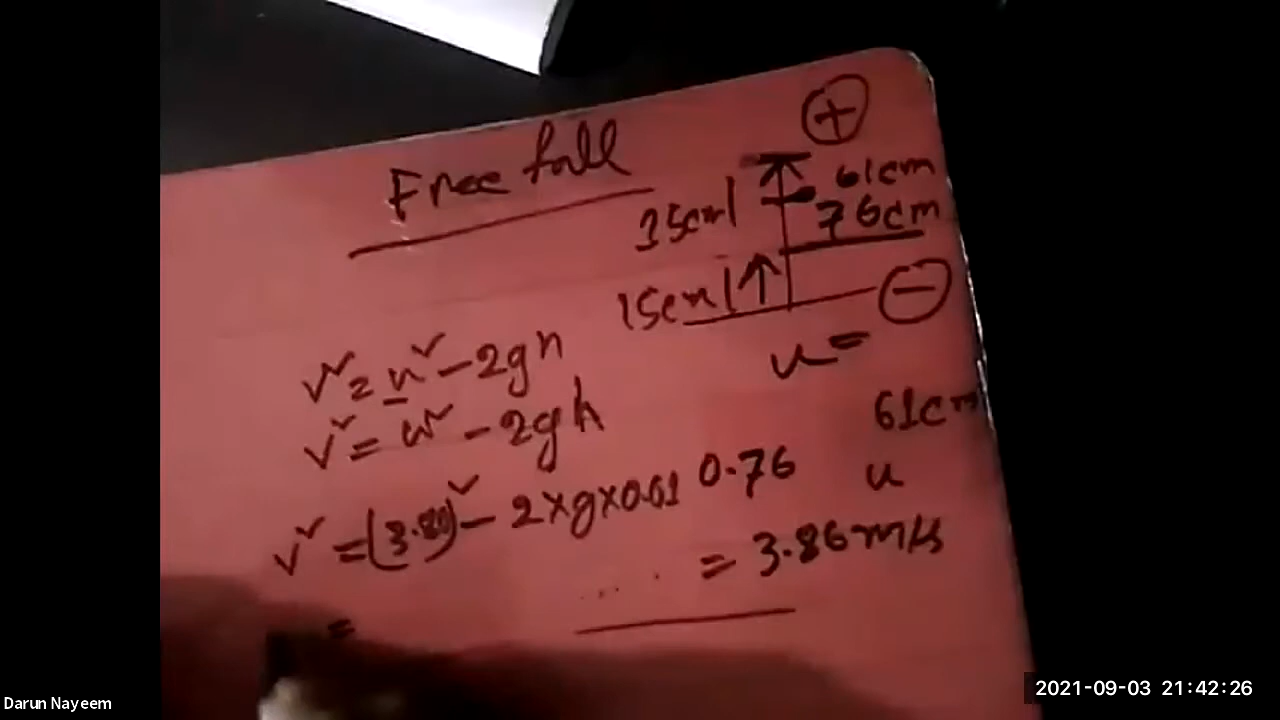 Free fall
+
61cm
15cm
76cm
15cm
−
u =
v² = u² − 2gh
v² = u² − 2gh
61cm
u
v² = (3.86)² − 2×g×0.61 0.76
.... = 3.86 m/s
=
Darun Nayeem
2021-09-03 21:42:26